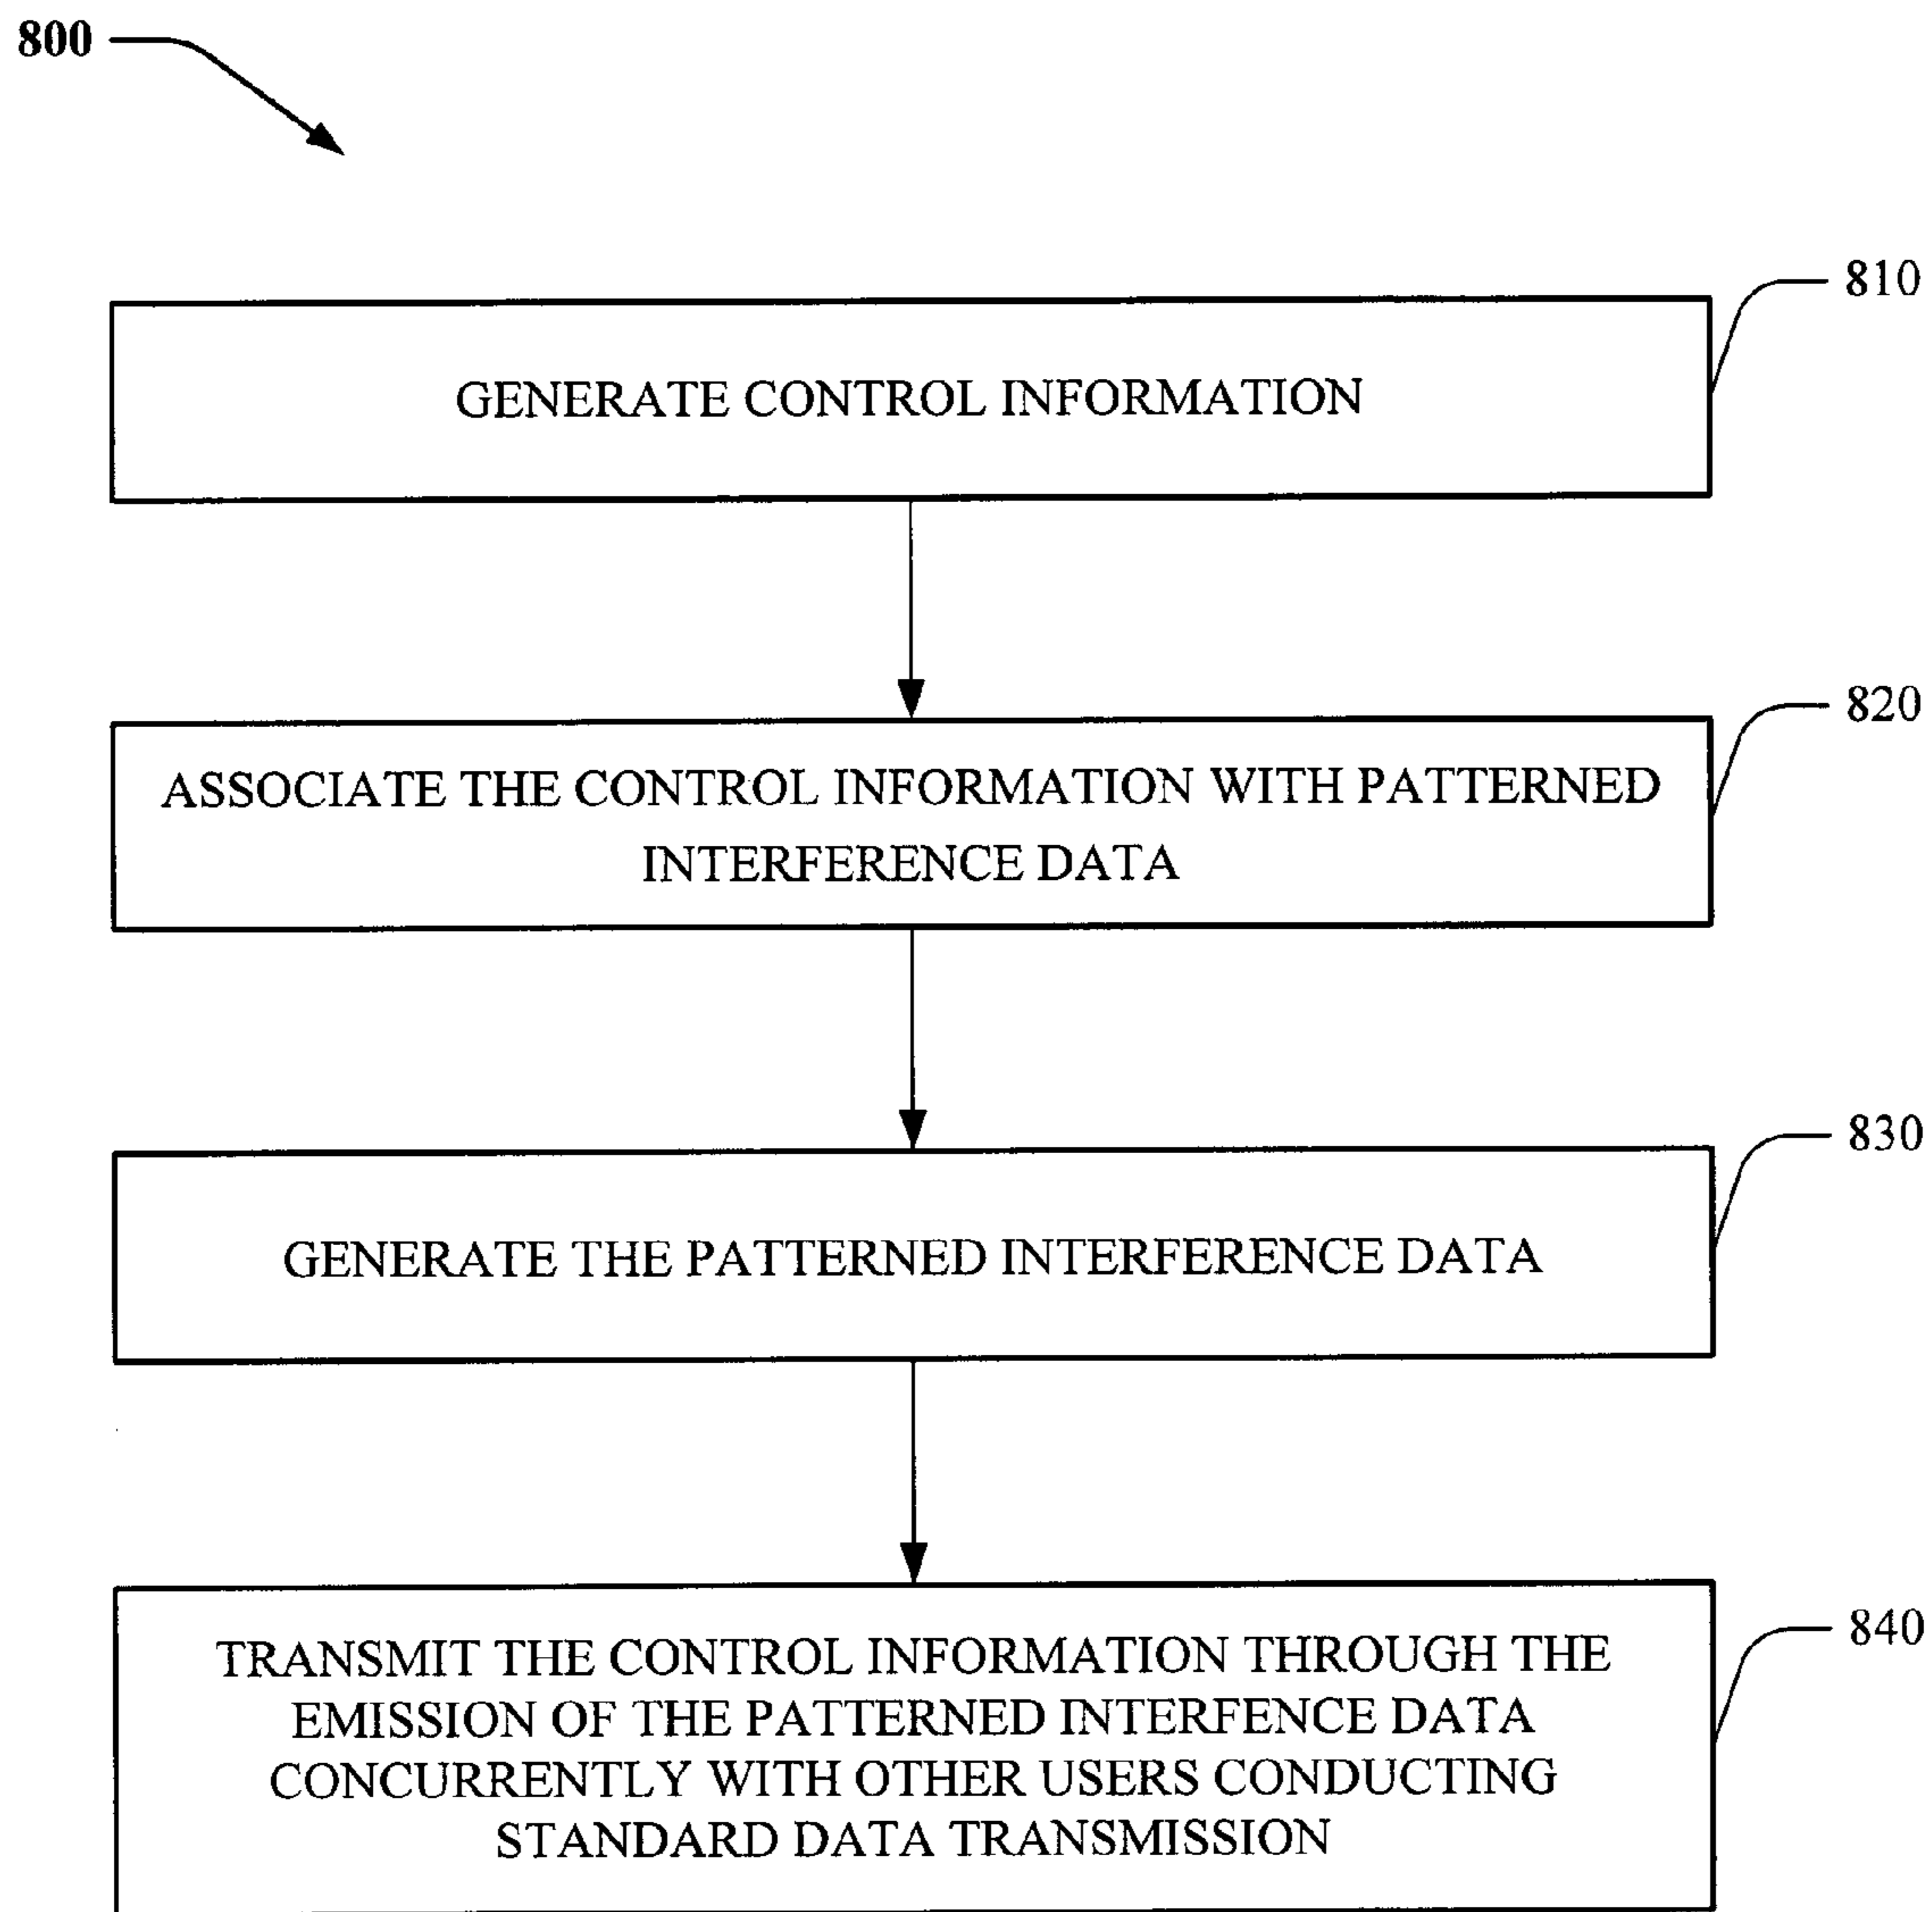 800
810
GENERATE CONTROL INFORMATION
820
ASSOCIATE THE CONTROL INFORMATION WITH PATTERNED
INTERFERENCE DATA
830
GENERATE THE PATTERNED INTERFERENCE DATA
840
TRANSMIT THE CONTROL INFORMATION THROUGH THE
EMISSION OF THE PATTERNED INTERFENCE DATA
CONCURRENTLY WITH OTHER USERS CONDUCTING
STANDARD DATA TRANSMISSION